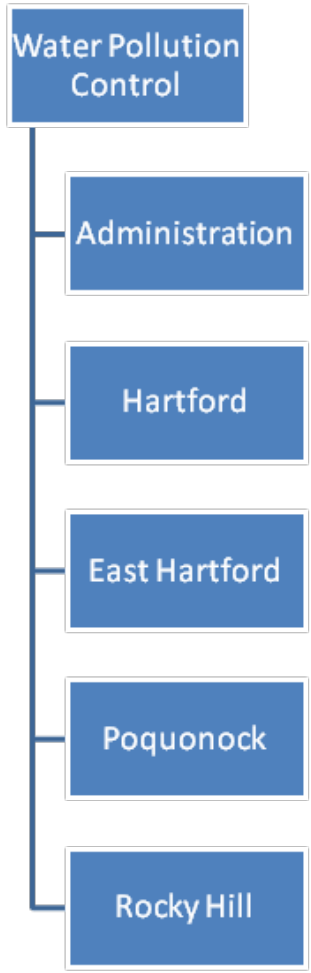 Water Pollution
Control
Administration
Hartford
East Hartford
Poquonock
Rocky Hill